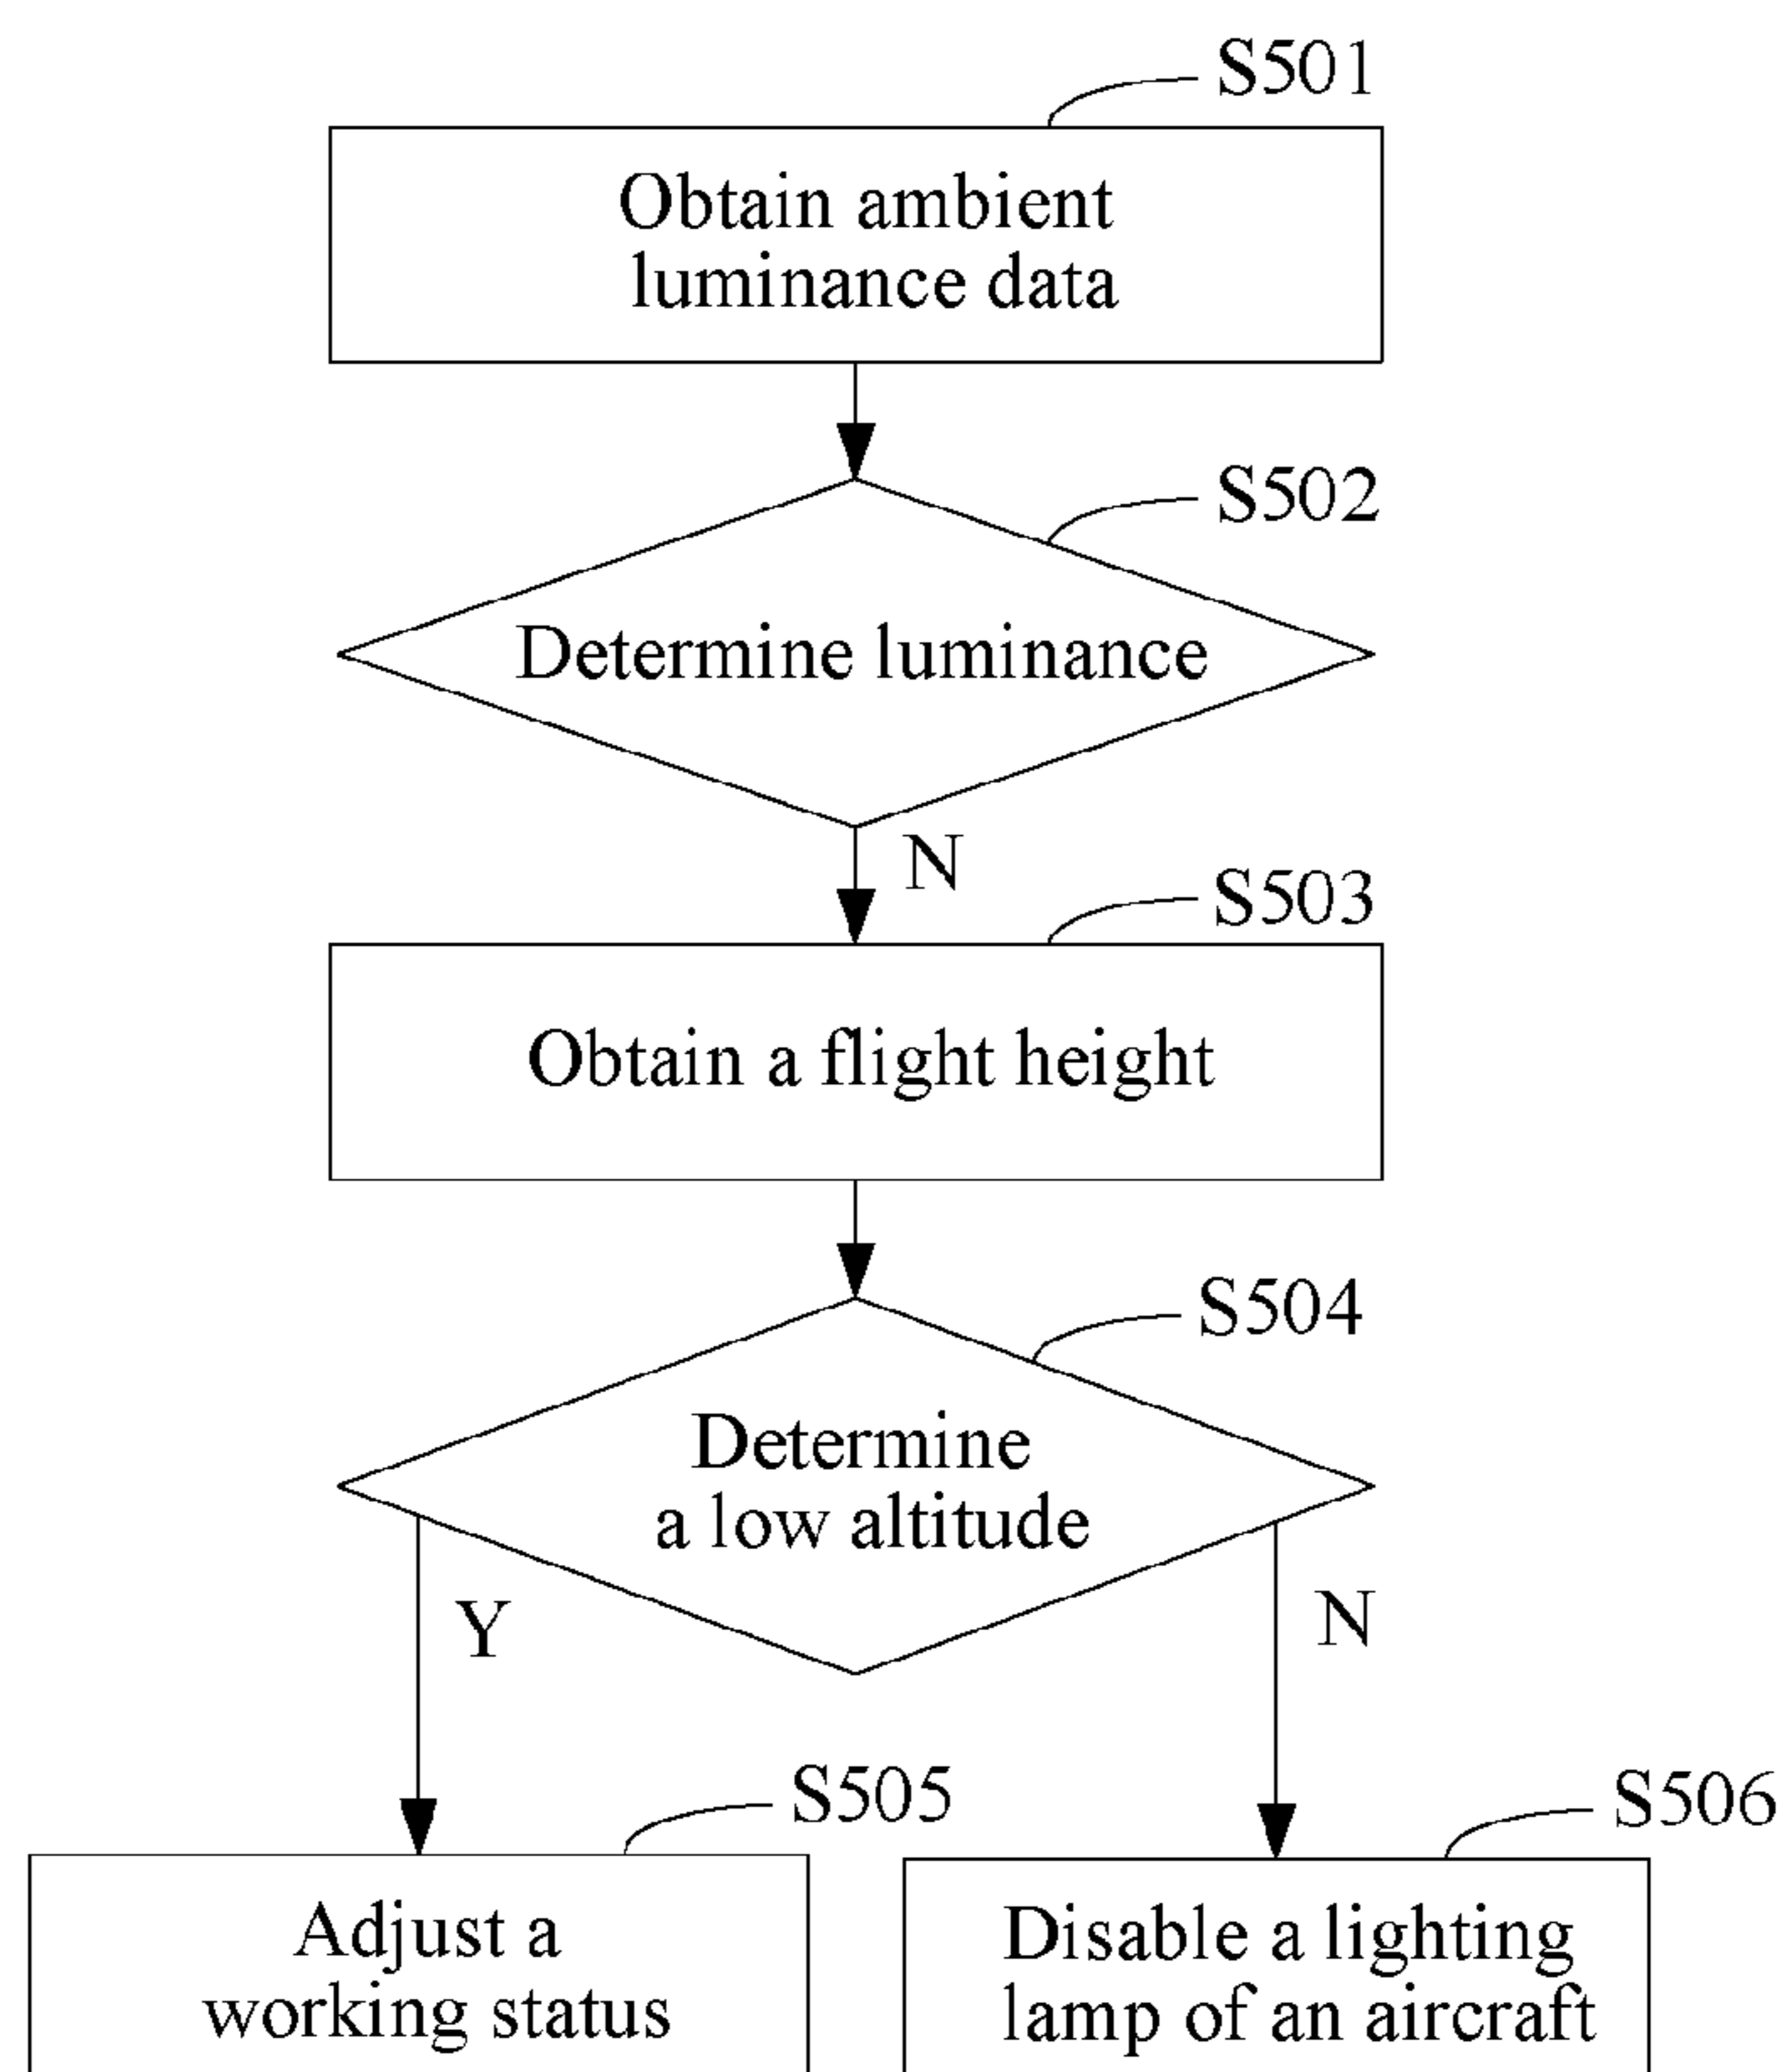 S501
Obtain ambient
luminance data
S502
Determine luminance
N
S503
Obtain a flight height
S504
Determine
a low altitude
Y
N
S505
S506
Adjust a
working status
Disable a lighting
lamp of an aircraft